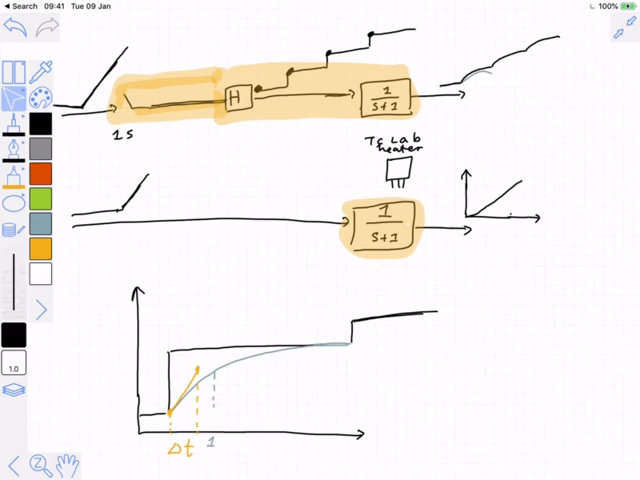 Search 09:41 Tue 09 Jan 100%
H
1
s+1
1s
TC Lab
heater
1
s+1
Δt 1
1.0